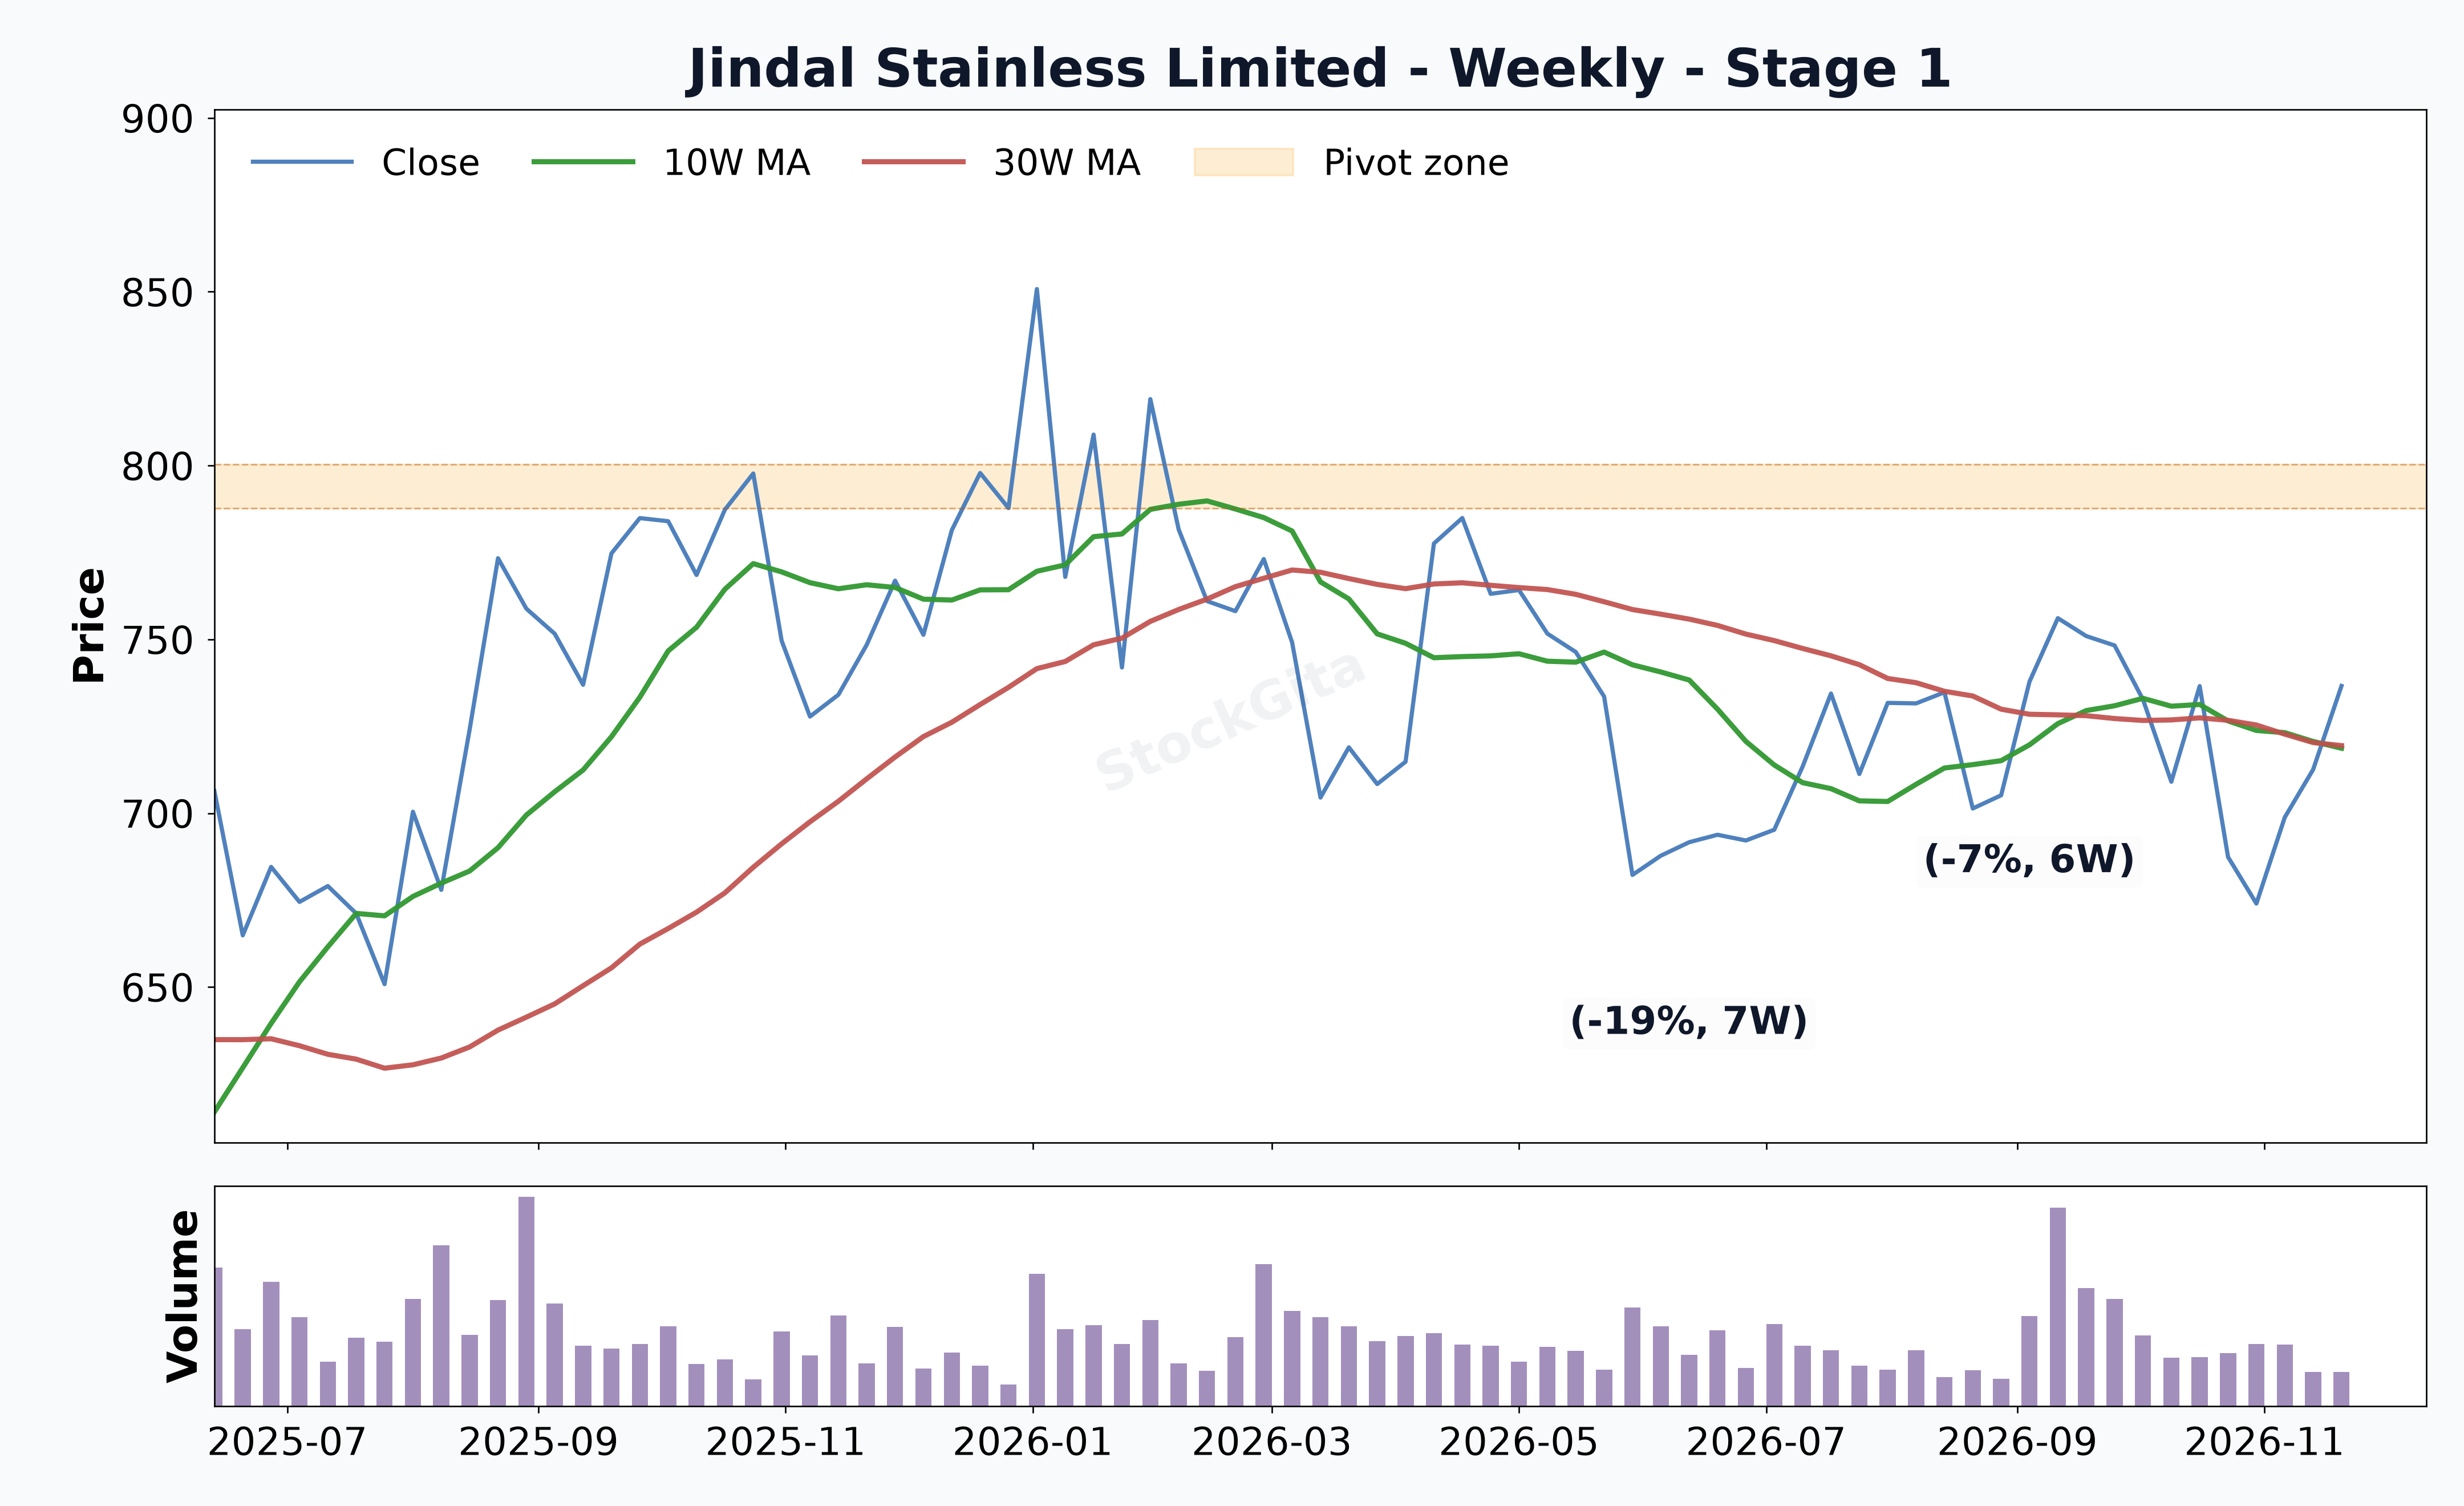 Jindal Stainless Limited - Weekly - Stage 1
Close 10W MA 30W MA Pivot zone
900
850
800
750
700
650
Price
StockGita
(-7%, 6W)
(-19%, 7W)
Volume
2025-07 2025-09 2025-11 2026-01 2026-03 2026-05 2026-07 2026-09 2026-11